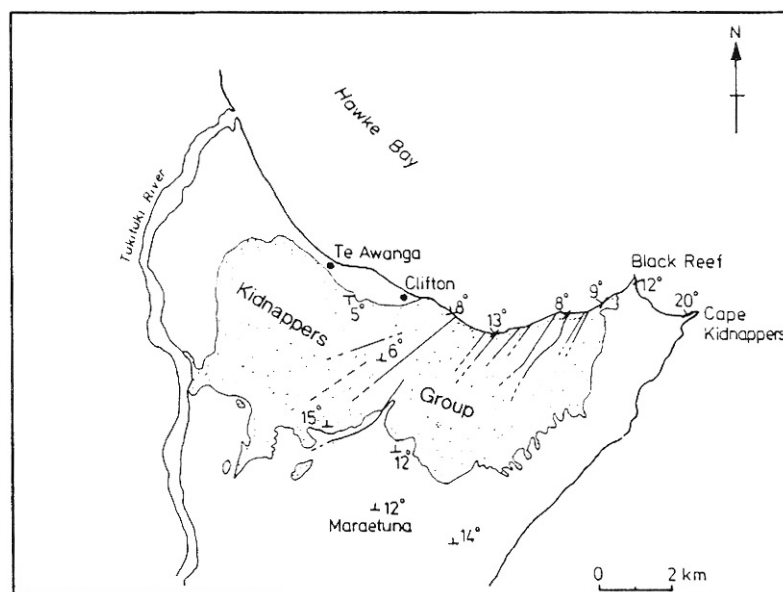 N
Hawke Bay
Tukituki River
Te Awanga
Black Reef
Clifton
5°
8°
13°
8°
9°
12°
20°
Cape
Kidnappers
Kidnappers
6°
Group
15°
12°
12°
Maraetuna
14°
0 2 km